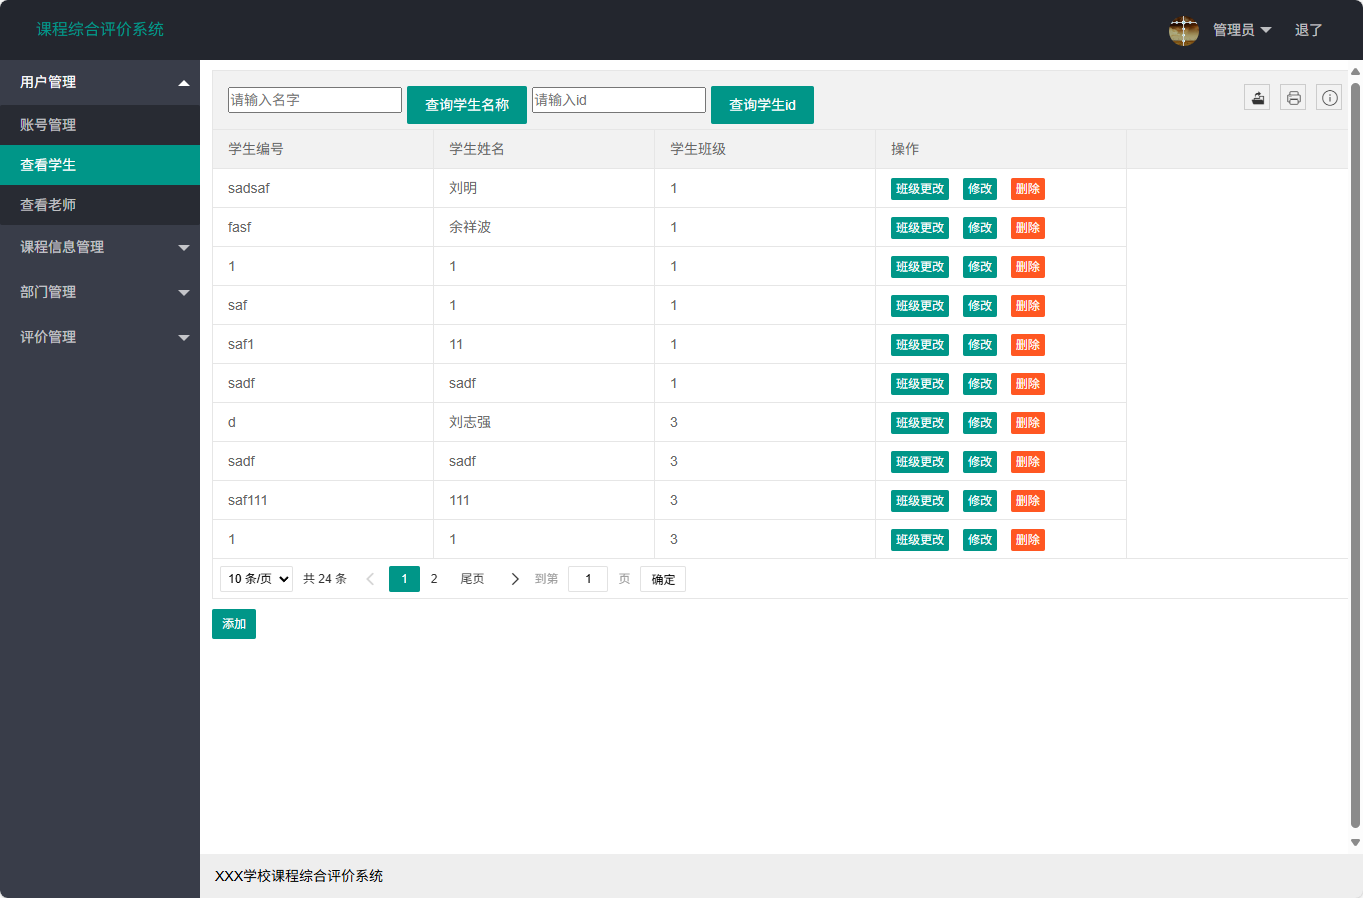 课程综合评价系统
管理员 退了
用户管理
账号管理
查看学生
查看老师
课程信息管理
部门管理
评价管理
请输入名字 查询学生名称 请输入id 查询学生id
学生编号 学生姓名 学生班级 操作
sadsaf 刘明 1 班级更改 修改 删除
fasf 余祥波 1 班级更改 修改 删除
1 1 1 班级更改 修改 删除
saf 1 1 班级更改 修改 删除
saf1 11 1 班级更改 修改 删除
sadf sadf 1 班级更改 修改 删除
d 刘志强 3 班级更改 修改 删除
sadf sadf 3 班级更改 修改 删除
saf111 111 3 班级更改 修改 删除
1 1 3 班级更改 修改 删除
10 条/页 共 24 条 1 2 尾页 到第 1 页 确定
添加
XXX学校课程综合评价系统